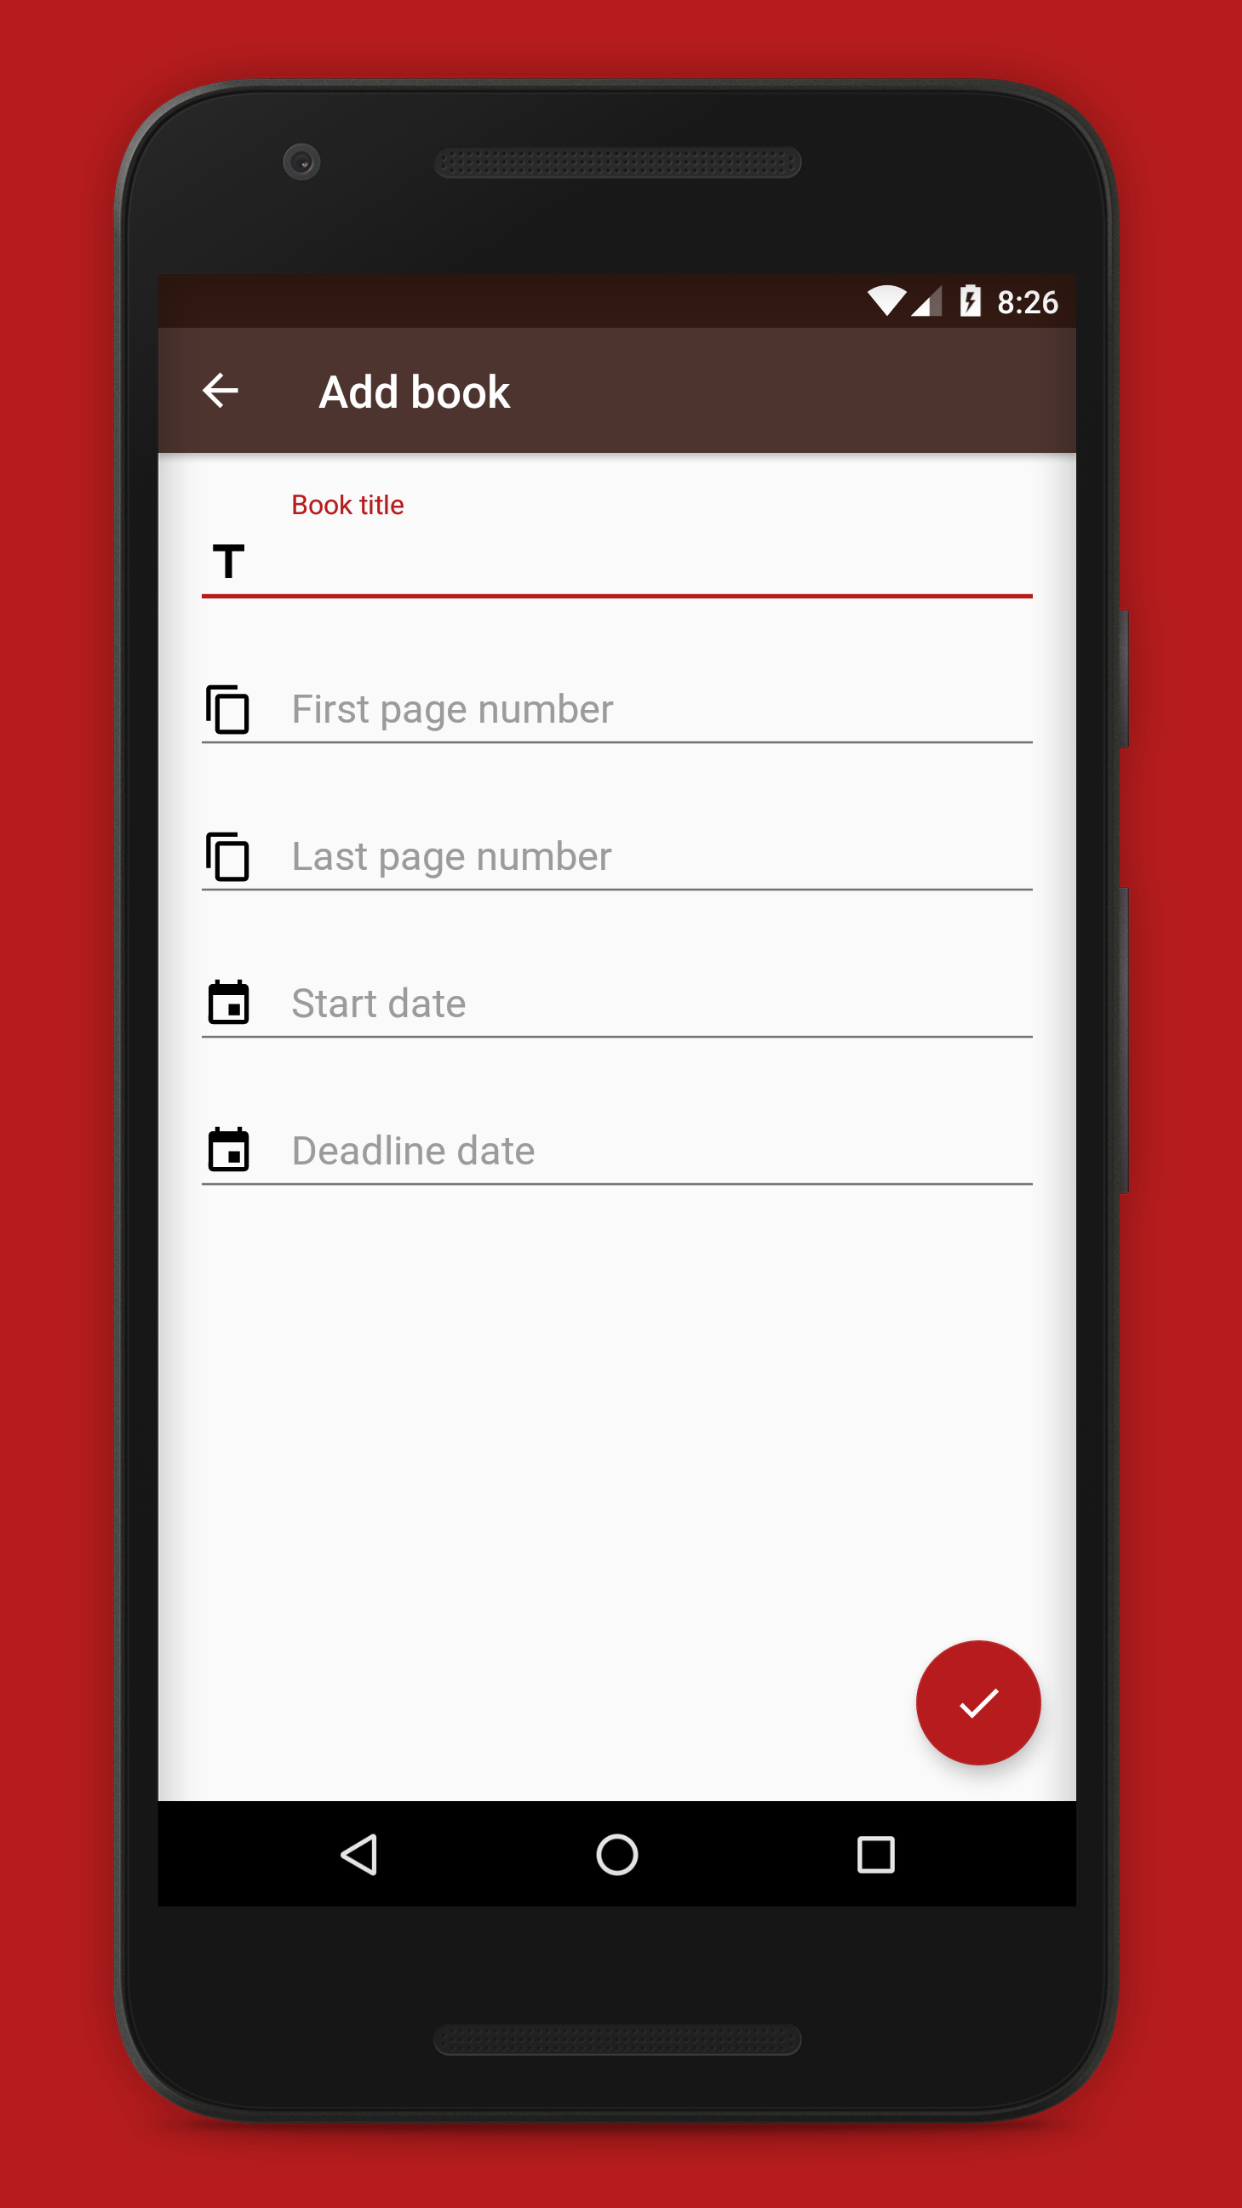 8:26
Add book
Book title
First page number
Last page number
Start date
Deadline date